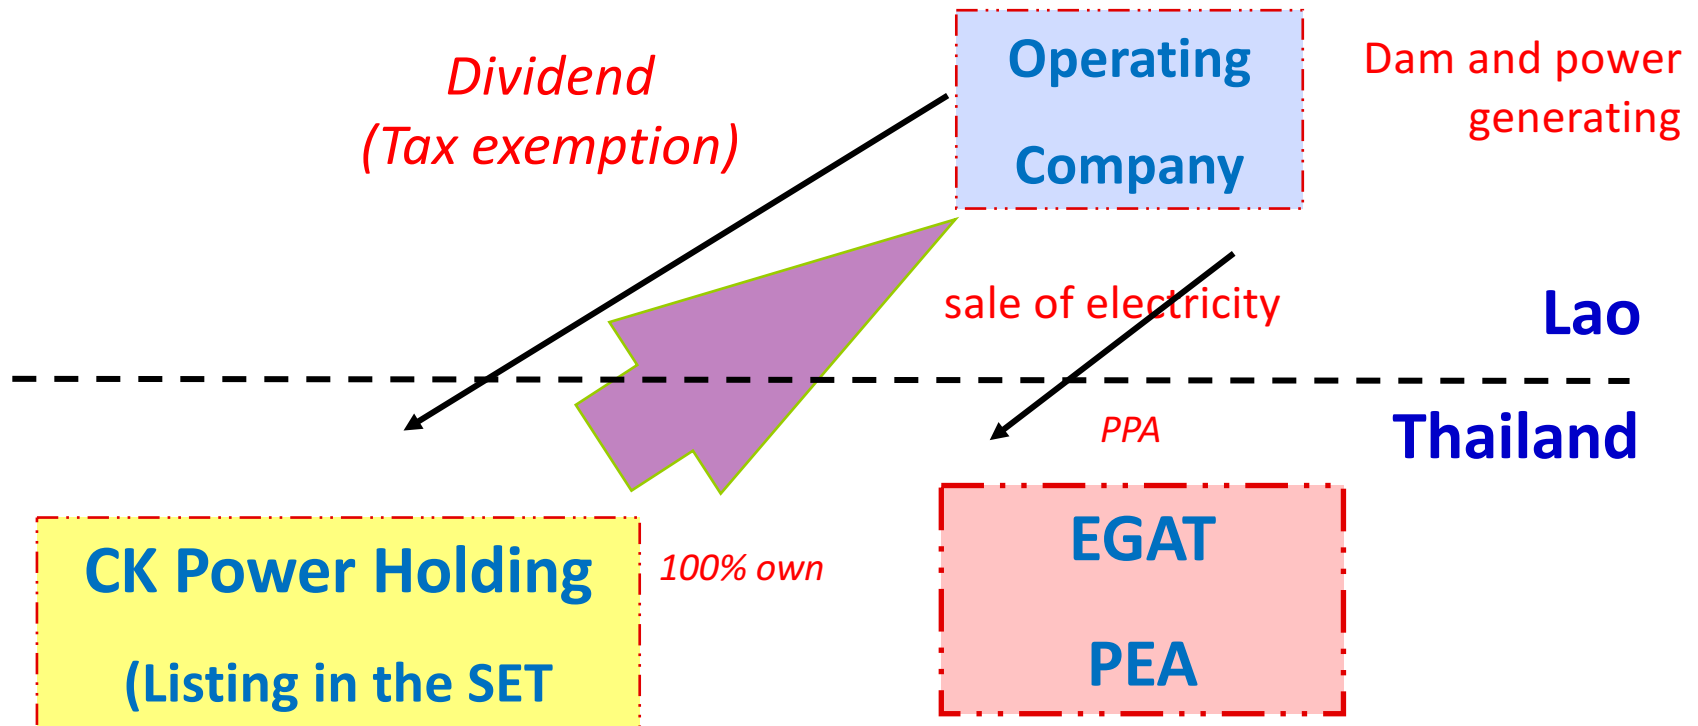 Dividend
(Tax exemption)
Operating
Company
Dam and power
generating
sale of electricity
Lao
Thailand
PPA
CK Power Holding
(Listing in the SET
100% own
EGAT
PEA